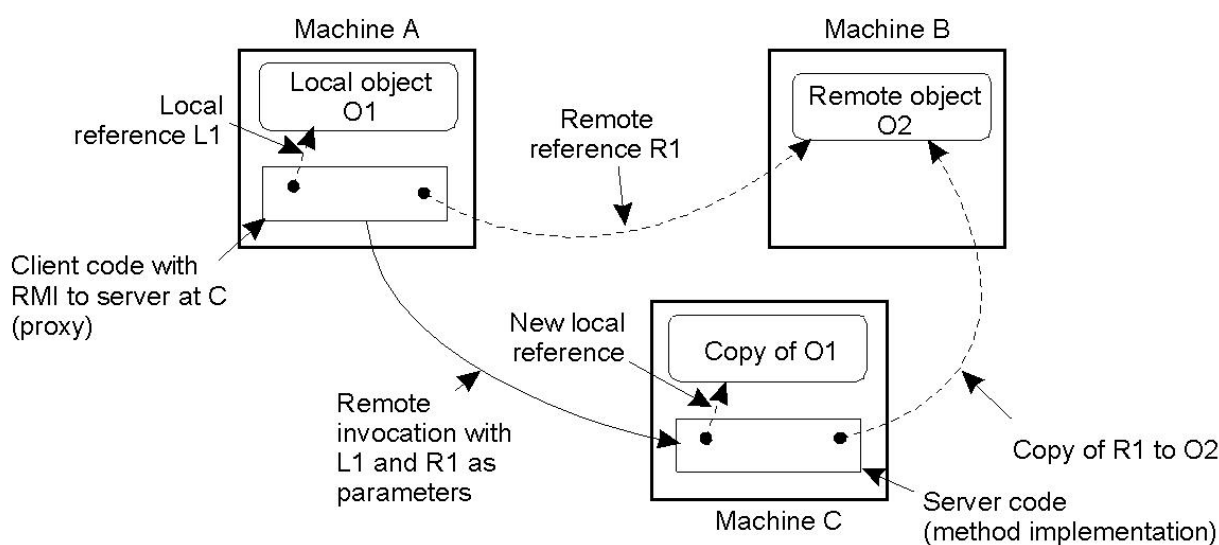 Machine A
Machine B
Local object
O1
Remote object
O2
Local
reference L1
Remote
reference R1
Client code with
RMI to server at C
(proxy)
New local
reference
Copy of O1
Remote
invocation with
L1 and R1 as
parameters
Copy of R1 to O2
Server code
(method implementation)
Machine C